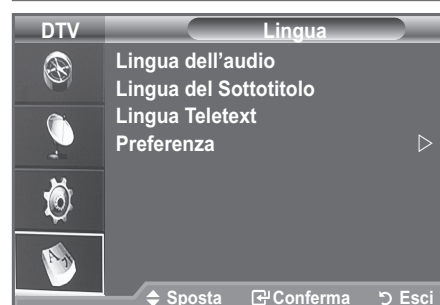 DTV
Lingua
Lingua dell’audio
Lingua del Sottotitolo
Lingua Teletext
Preferenza
Sposta Conferma Esci